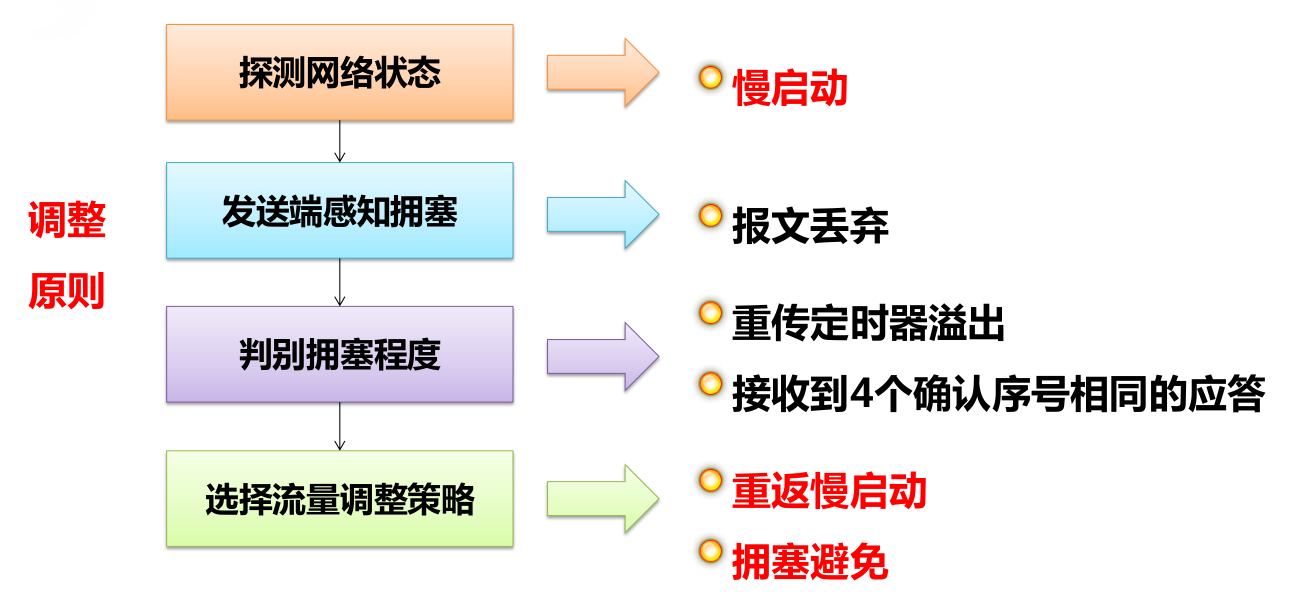 探测网络状态
慢启动
发送端感知拥塞
报文丢弃
调整
原则
判别拥塞程度
重传定时器溢出
接收到4个确认序号相同的应答
选择流量调整策略
重返慢启动
拥塞避免